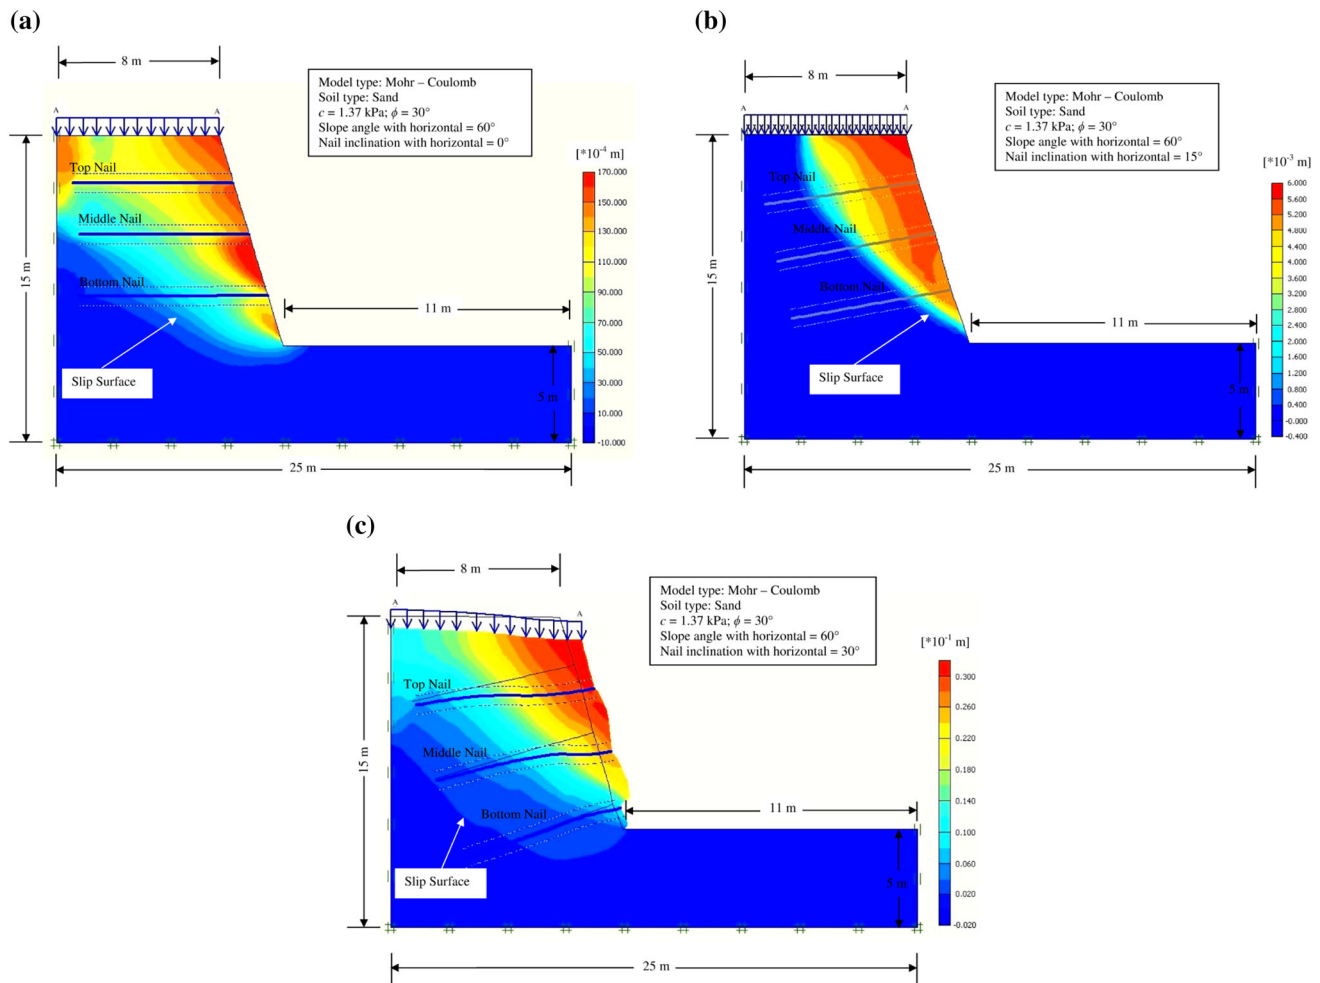 (a)
8 m
Model type: Mohr – Coulomb
Soil type: Sand
c = 1.37 kPa; ϕ = 30°
Slope angle with horizontal = 60°
Nail inclination with horizontal = 0°
A
A
[*10-4 m]
170.000
150.000
130.000
110.000
90.000
70.000
50.000
30.000
10.000
-10.000
Top Nail
Middle Nail
Bottom Nail
15 m
11 m
Slip Surface
5 m
25 m
(b)
8 m
Model type: Mohr – Coulomb
Soil type: Sand
c = 1.37 kPa; ϕ = 30°
Slope angle with horizontal = 60°
Nail inclination with horizontal = 15°
A
A
[*10-3 m]
6.000
5.600
4.800
4.400
4.000
3.600
3.200
2.800
2.400
2.000
1.600
1.200
0.800
0.400
-0.000
-0.400
Top Nail
Middle Nail
Bottom Nail
15 m
11 m
Slip Surface
5 m
25 m
(c)
8 m
Model type: Mohr – Coulomb
Soil type: Sand
c = 1.37 kPa; ϕ = 30°
Slope angle with horizontal = 60°
Nail inclination with horizontal = 30°
A
A
[*10-1 m]
0.300
0.260
0.220
0.180
0.140
0.100
0.060
0.020
-0.020
Top Nail
Middle Nail
Bottom Nail
15 m
11 m
Slip Surface
5 m
25 m